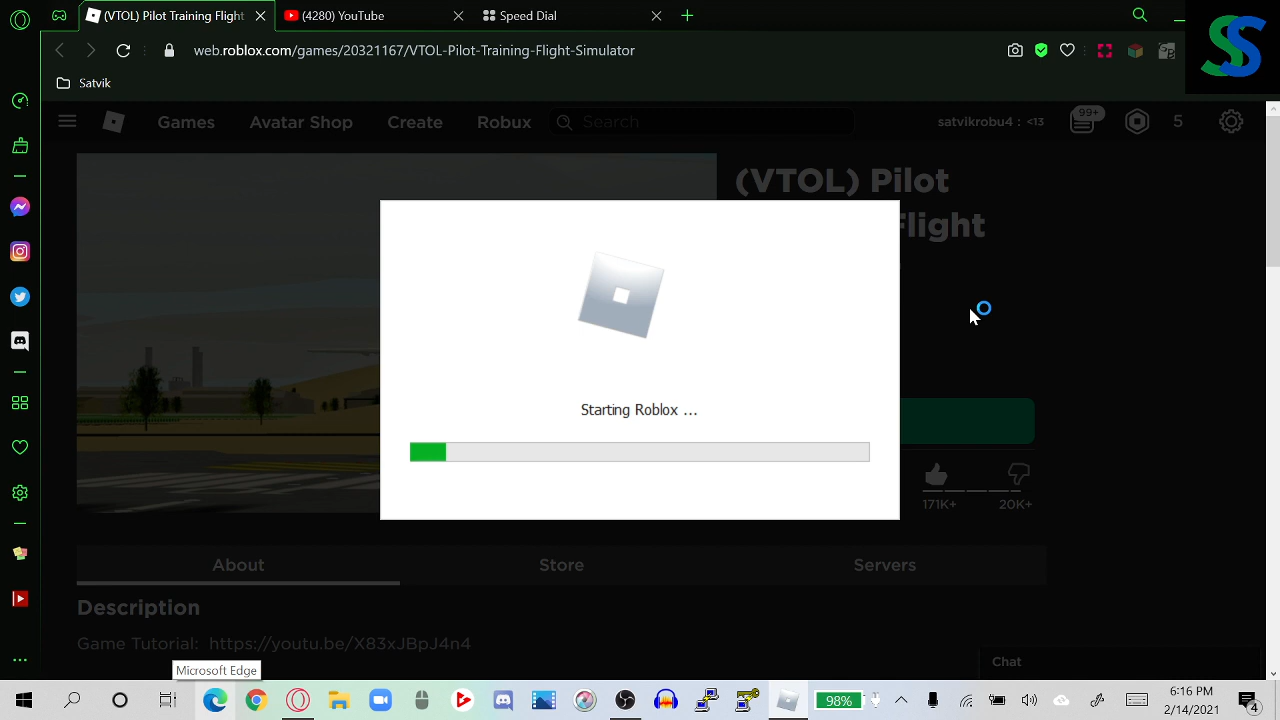 (VTOL) Pilot Training Flight
(4280) YouTube
Speed Dial
web.roblox.com/games/20321167/VTOL-Pilot-Training-Flight-Simulator
Satvik
Games
Avatar Shop
Create
Robux
Search
satvikrobu4 : <13
99+
5
(VTOL) Pilot
Flight
Starting Roblox ...
171K+
20K+
About
Store
Servers
Description
Game Tutorial: https://youtu.be/X83xJBpJ4n4
Microsoft Edge
Chat
98%
6:16 PM
2/14/2021
4